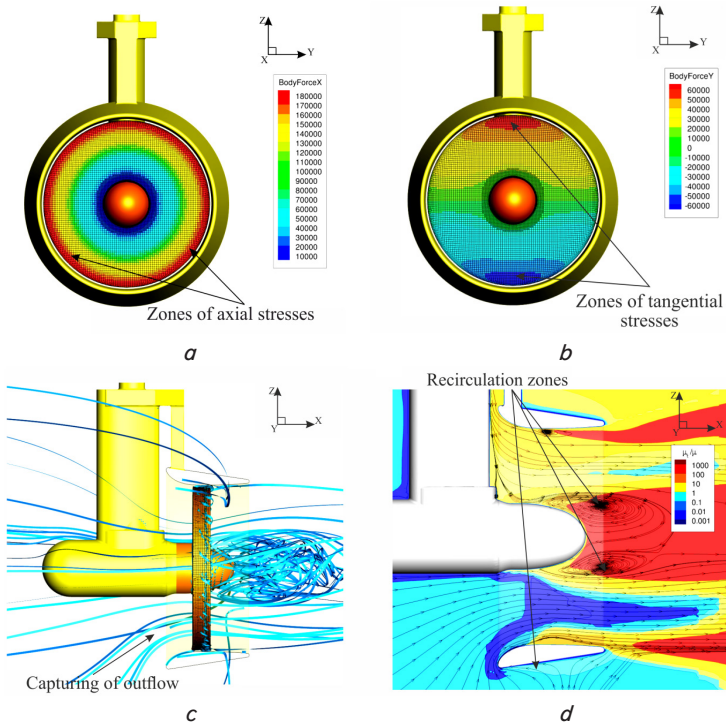 Z
X
Y
BodyForceX
180000
170000
160000
150000
140000
130000
120000
110000
100000
90000
80000
70000
60000
50000
40000
30000
20000
10000
Zones of axial stresses
a
Z
X
Y
BodyForceY
60000
50000
40000
30000
20000
10000
0
-10000
-20000
-30000
-40000
-50000
-60000
Zones of tangential
stresses
b
Z
Y
X
Capturing of outflow
c
Recirculation zones
Z
Y
X
μt/μ
1000
100
10
1
0.1
0.01
0.001
d